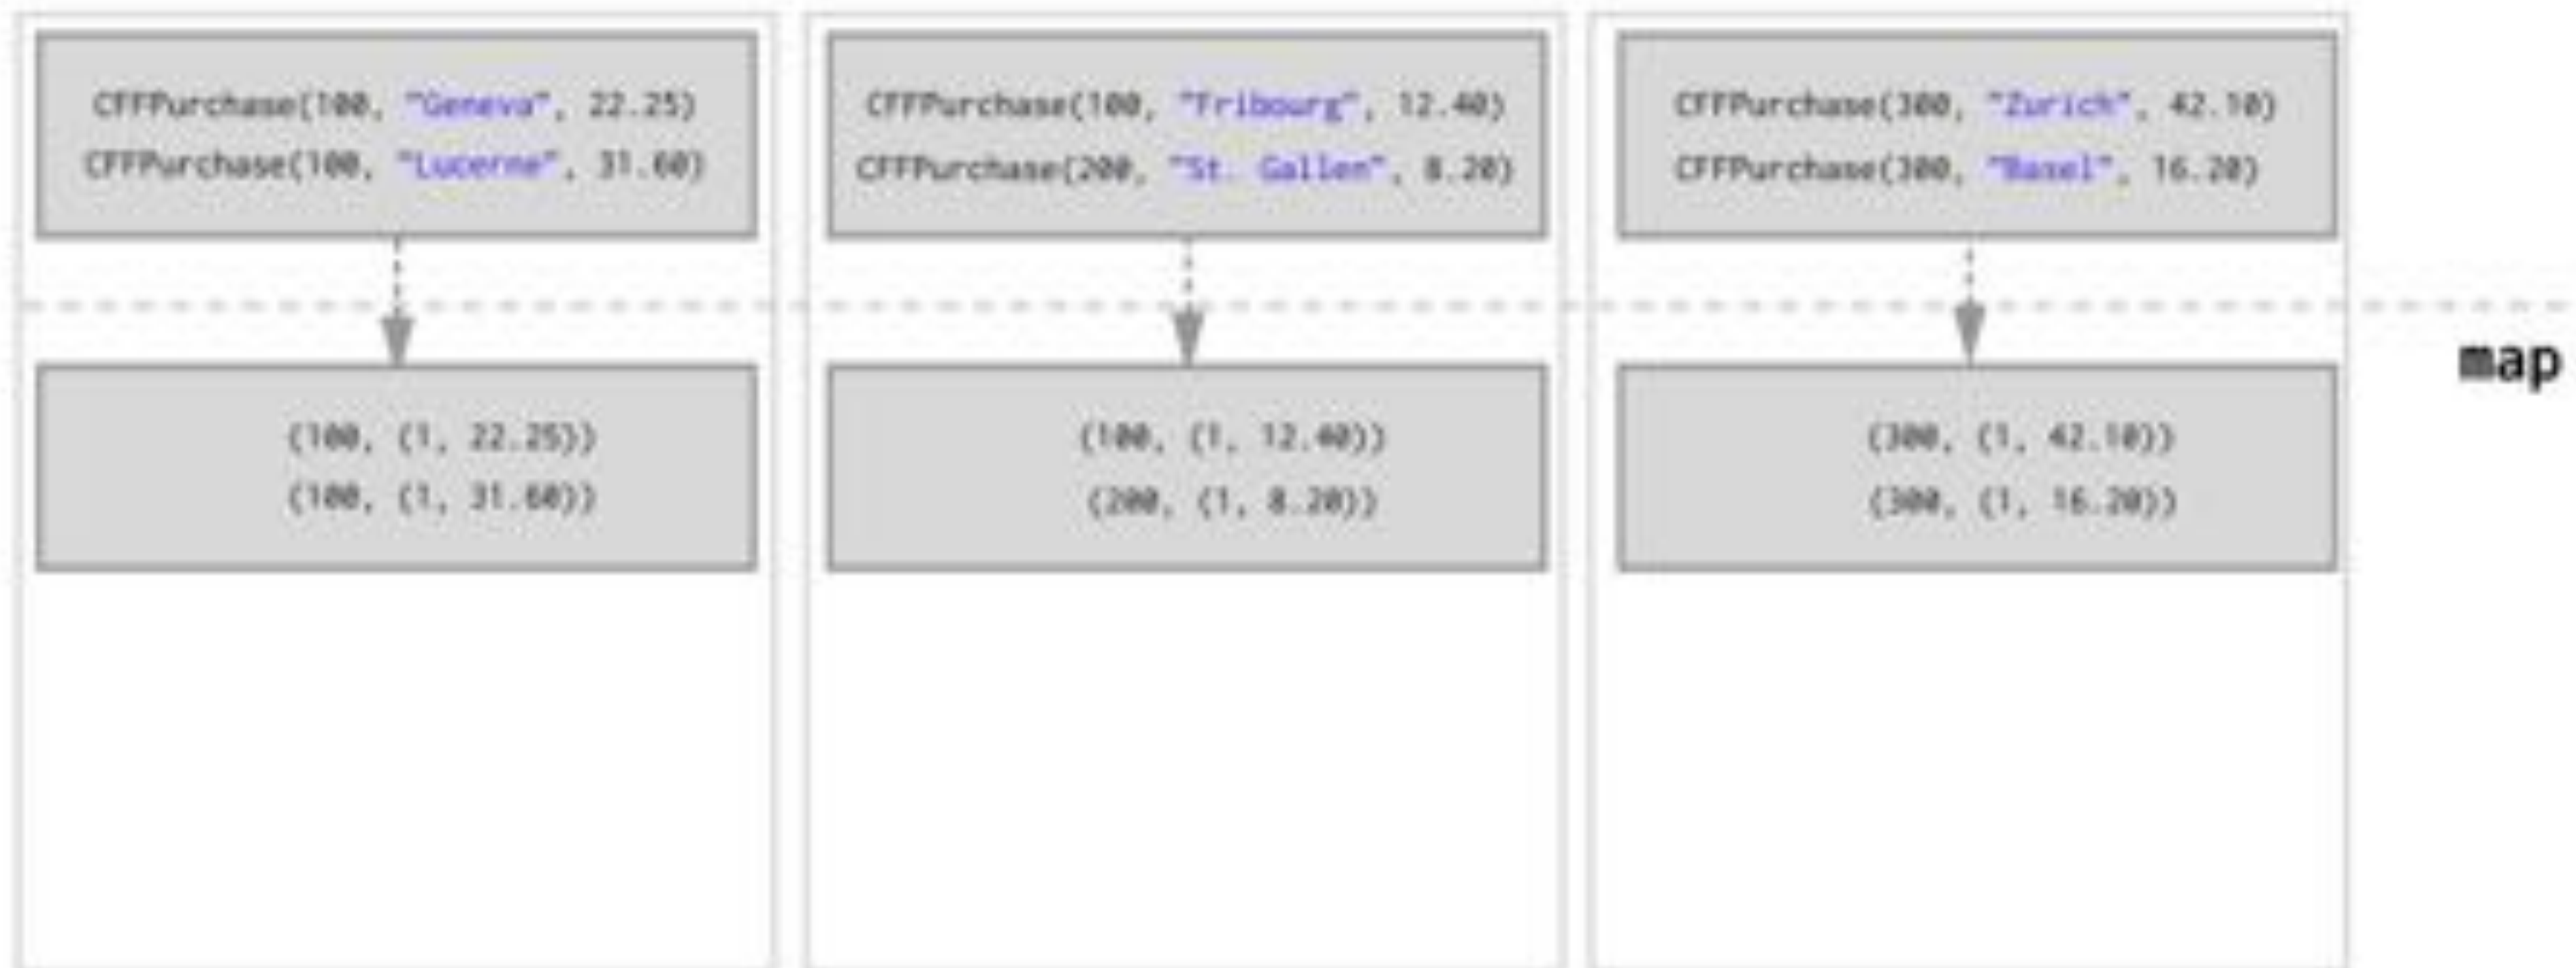 CFFPurchase(100, "Geneva", 22.25)
CFFPurchase(100, "Lucerne", 31.60)
CFFPurchase(100, "Fribourg", 12.40)
CFFPurchase(200, "St. Gallen", 8.20)
CFFPurchase(300, "Zurich", 42.10)
CFFPurchase(300, "Basel", 16.20)
map
(100, (1, 22.25))
(100, (1, 31.60))
(100, (1, 12.40))
(200, (1, 8.20))
(300, (1, 42.10))
(300, (1, 16.20))